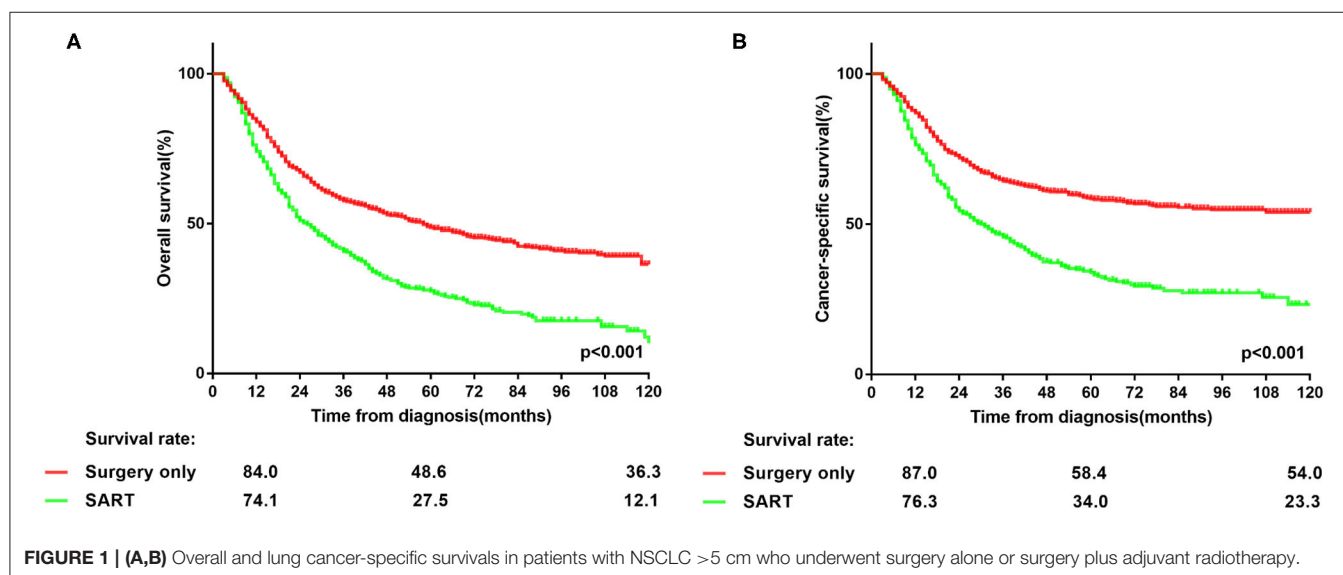 A
B
Overall survival(%)
100
50
0
0 12 24 36 48 60 72 84 96 108 120
p<0.001
Time from diagnosis(months)
Survival rate:
Surgery only 84.0 48.6 36.3
SART 74.1 27.5 12.1
Cancer-specific survival(%)
100
50
0
0 12 24 36 48 60 72 84 96 108 120
p<0.001
Time from diagnosis(months)
Survival rate:
Surgery only 87.0 58.4 54.0
SART 76.3 34.0 23.3
FIGURE 1 | (A,B) Overall and lung cancer-specific survivals in patients with NSCLC >5 cm who underwent surgery alone or surgery plus adjuvant radiotherapy.